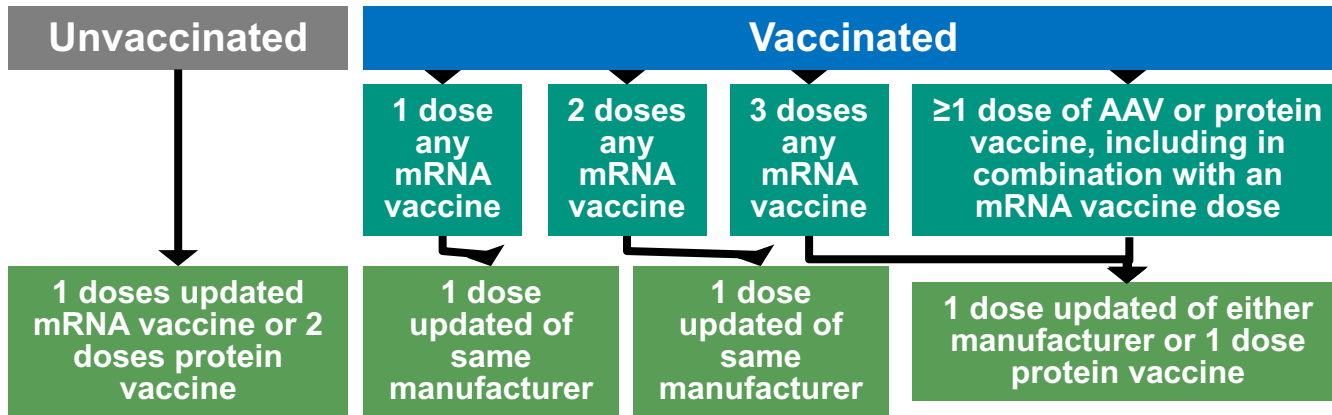 Unvaccinated
Vaccinated
1 dose
any
mRNA
vaccine
2 doses
any
mRNA
vaccine
3 doses
any
mRNA
vaccine
≥1 dose of AAV or protein
vaccine, including in
combination with an
mRNA vaccine dose
1 doses updated
mRNA vaccine or 2
doses protein
vaccine
1 dose
updated of
same
manufacturer
1 dose
updated of
same
manufacturer
1 dose updated of either
manufacturer or 1 dose
protein vaccine